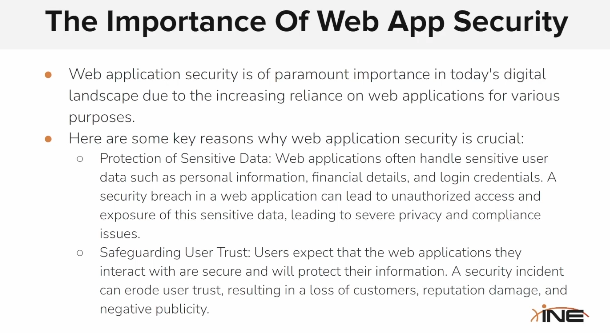 The Importance Of Web App Security
● Web application security is of paramount importance in today's digital
landscape due to the increasing reliance on web applications for various
purposes.
● Here are some key reasons why web application security is crucial:
○ Protection of Sensitive Data: Web applications often handle sensitive user
data such as personal information, financial details, and login credentials. A
security breach in a web application can lead to unauthorized access and
exposure of this sensitive data, leading to severe privacy and compliance
issues.
○ Safeguarding User Trust: Users expect that the web applications they
interact with are secure and will protect their information. A security incident
can erode user trust, resulting in a loss of customers, reputation damage, and
negative publicity.
INE